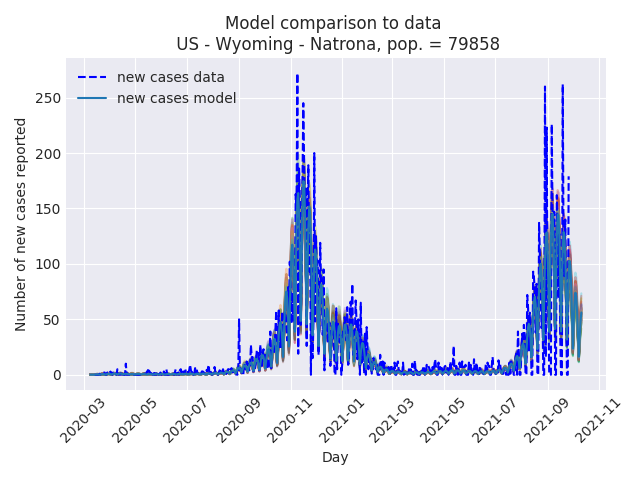 Model comparison to data
US - Wyoming - Natrona, pop. = 79858
new cases data
new cases model
Number of new cases reported
250
200
150
100
50
0
2020-03
2020-05
2020-07
2020-09
2020-11
2021-01
2021-03
2021-05
2021-07
2021-09
2021-11
Day